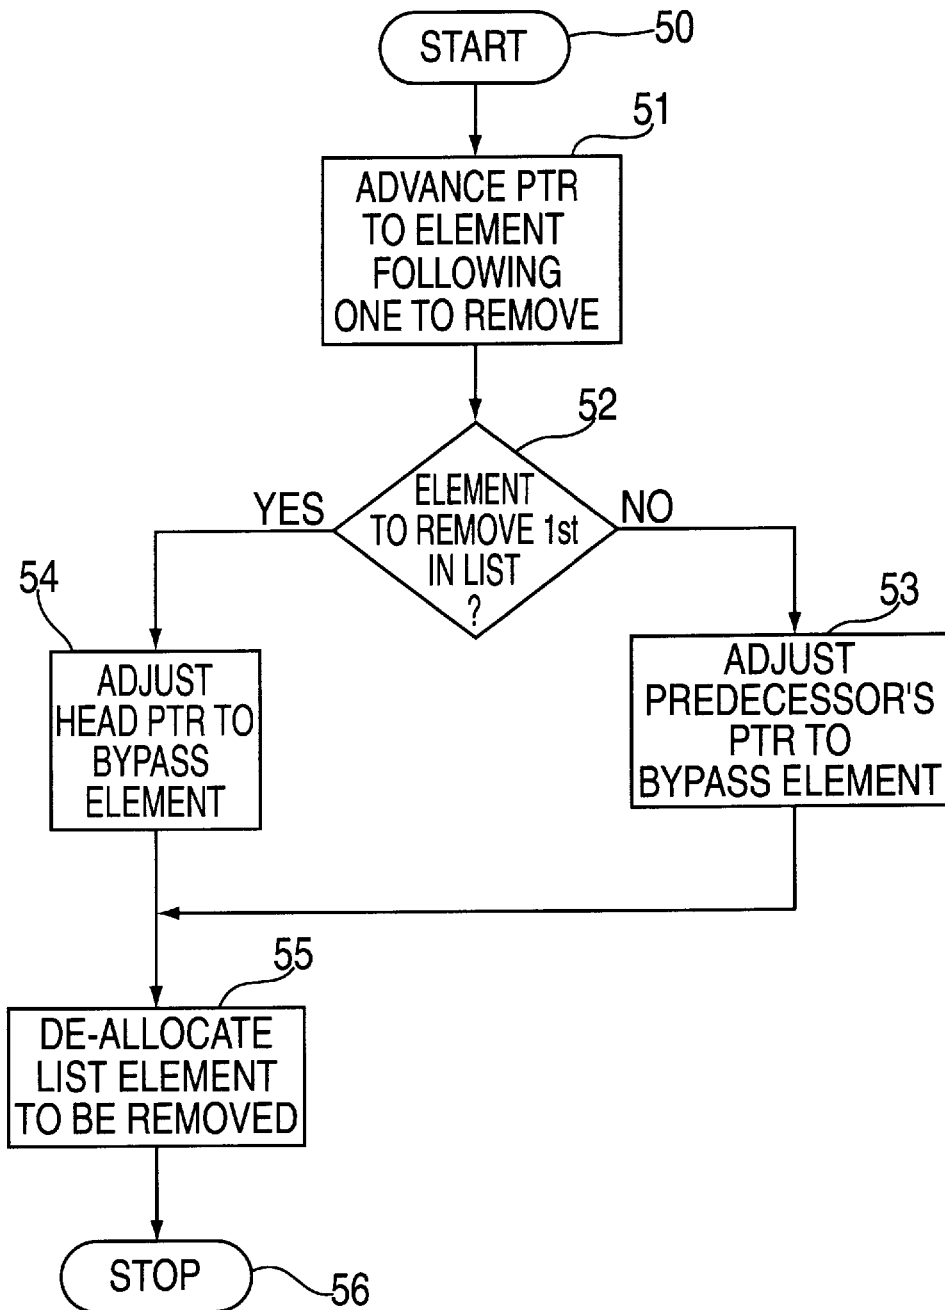 START
50
51
ADVANCE PTR
TO ELEMENT
FOLLOWING
ONE TO REMOVE
52
ELEMENT
TO REMOVE 1st
IN LIST
?
YES
NO
54
ADJUST
HEAD PTR TO
BYPASS
ELEMENT
53
ADJUST
PREDECESSOR'S
PTR TO
BYPASS ELEMENT
55
DE-ALLOCATE
LIST ELEMENT
TO BE REMOVED
STOP
56